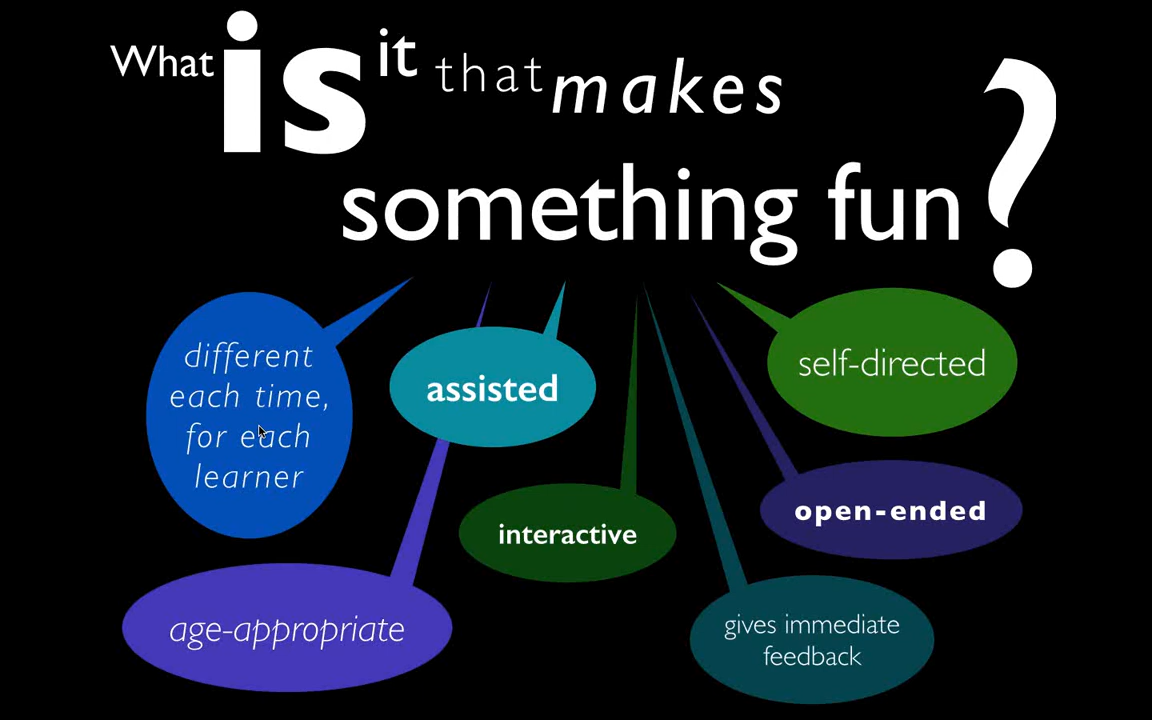 What is it that makes
something fun?
different
each time,
for each
learner
assisted
self-directed
interactive
open-ended
age-appropriate
gives immediate
feedback